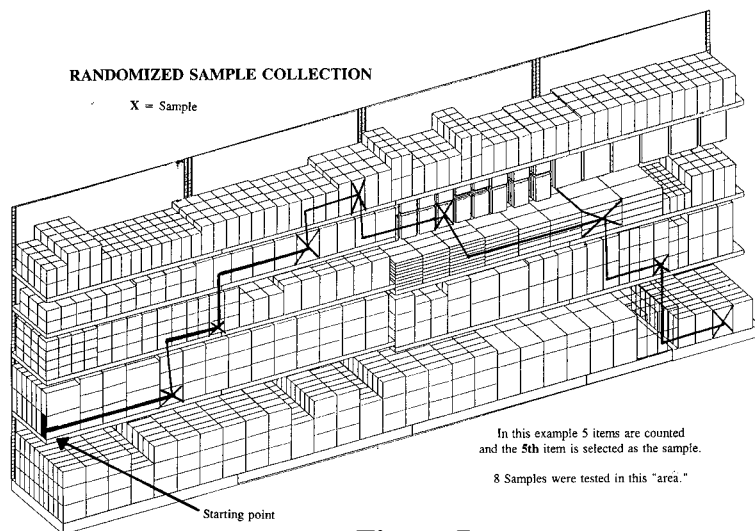 RANDOMIZED SAMPLE COLLECTION
X = Sample
In this example 5 items are counted
and the 5th item is selected as the sample.
8 Samples were tested in this "area."
Starting point